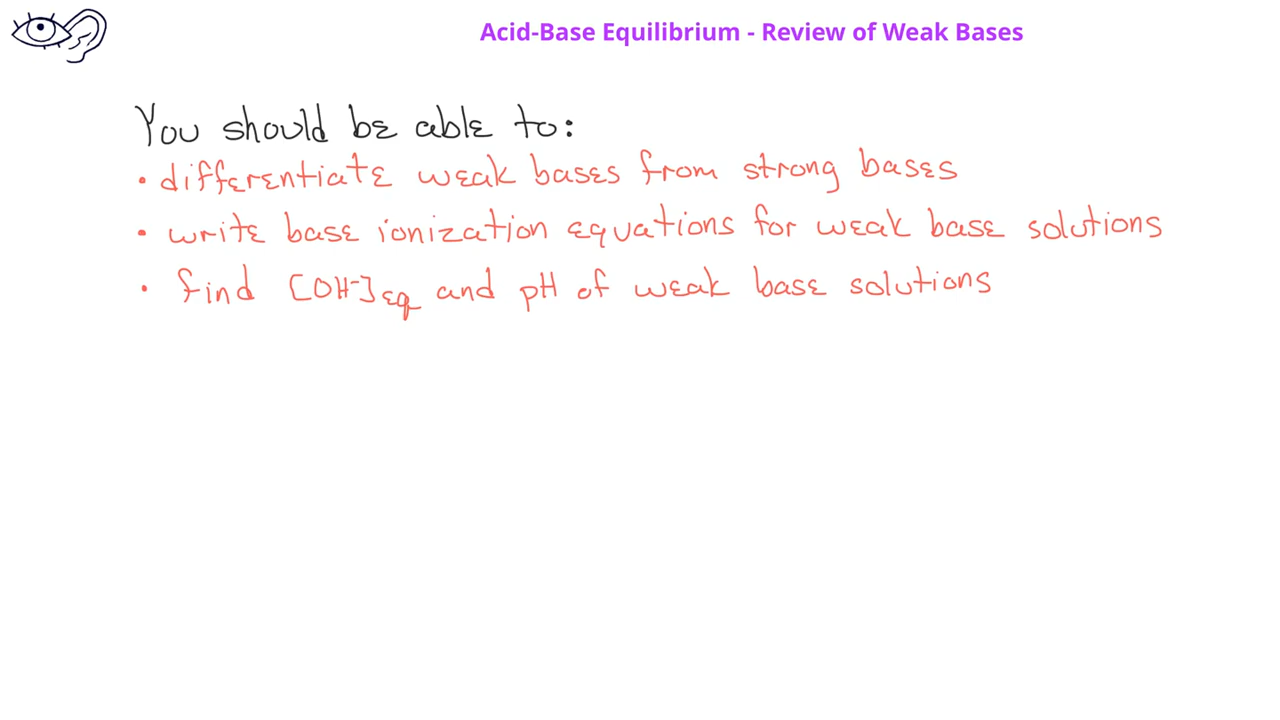 Acid-Base Equilibrium - Review of Weak Bases
You should be able to:
• differentiate weak bases from strong bases
• write base ionization equations for weak base solutions
• find [OH⁻]eq and pH of weak base solutions